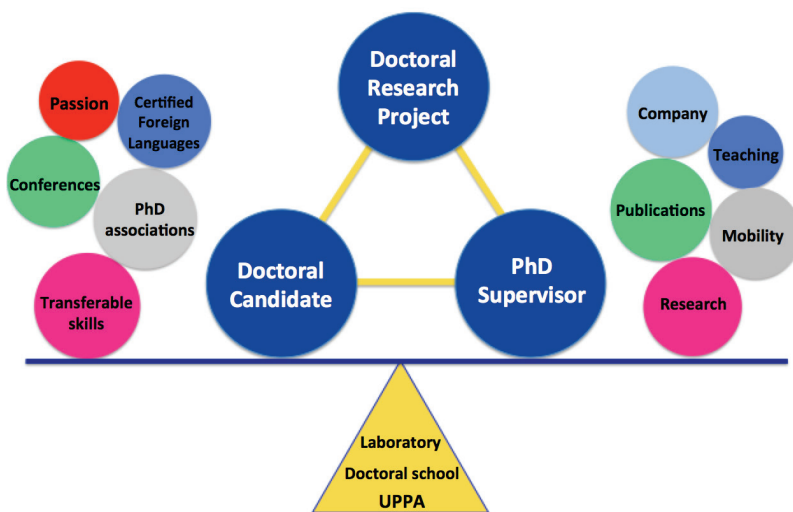 Doctoral
Research
Project
Passion
Certified
Foreign
Languages
Conferences
PhD
associations
Transferable
skills
Doctoral
Candidate
PhD
Supervisor
Company
Teaching
Publications
Mobility
Research
Laboratory
Doctoral school
UPPA